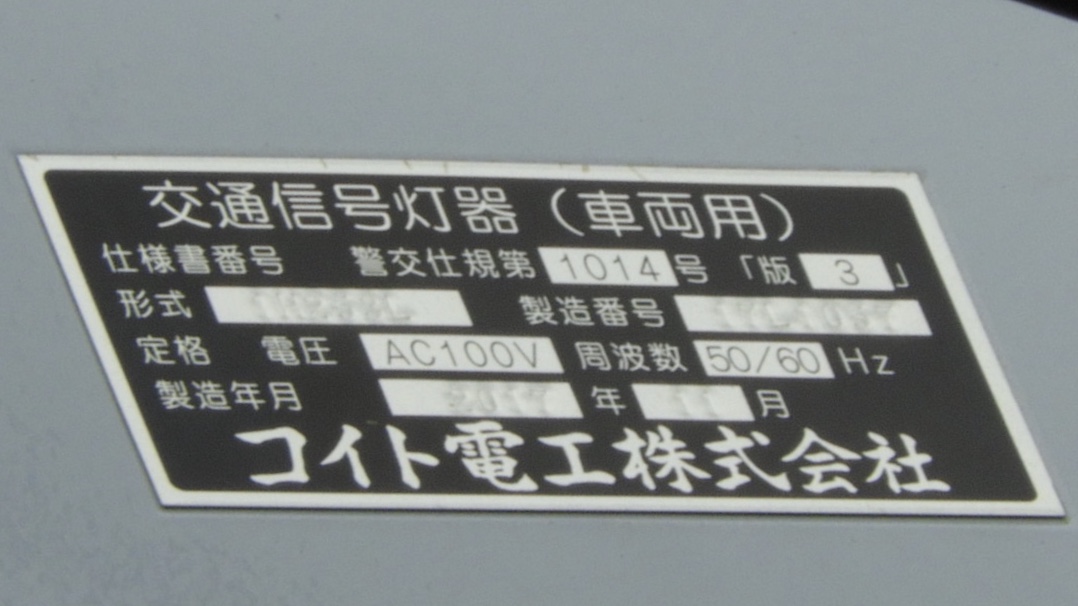 交通信号灯器（車両用）
仕様書番号 警交仕規第 1014 号 「版 3 」
形式 製造番号
定格 電圧 AC100V 周波数 50/60 Hz
製造年月 2017 年 11 月
コイト電工株式会社